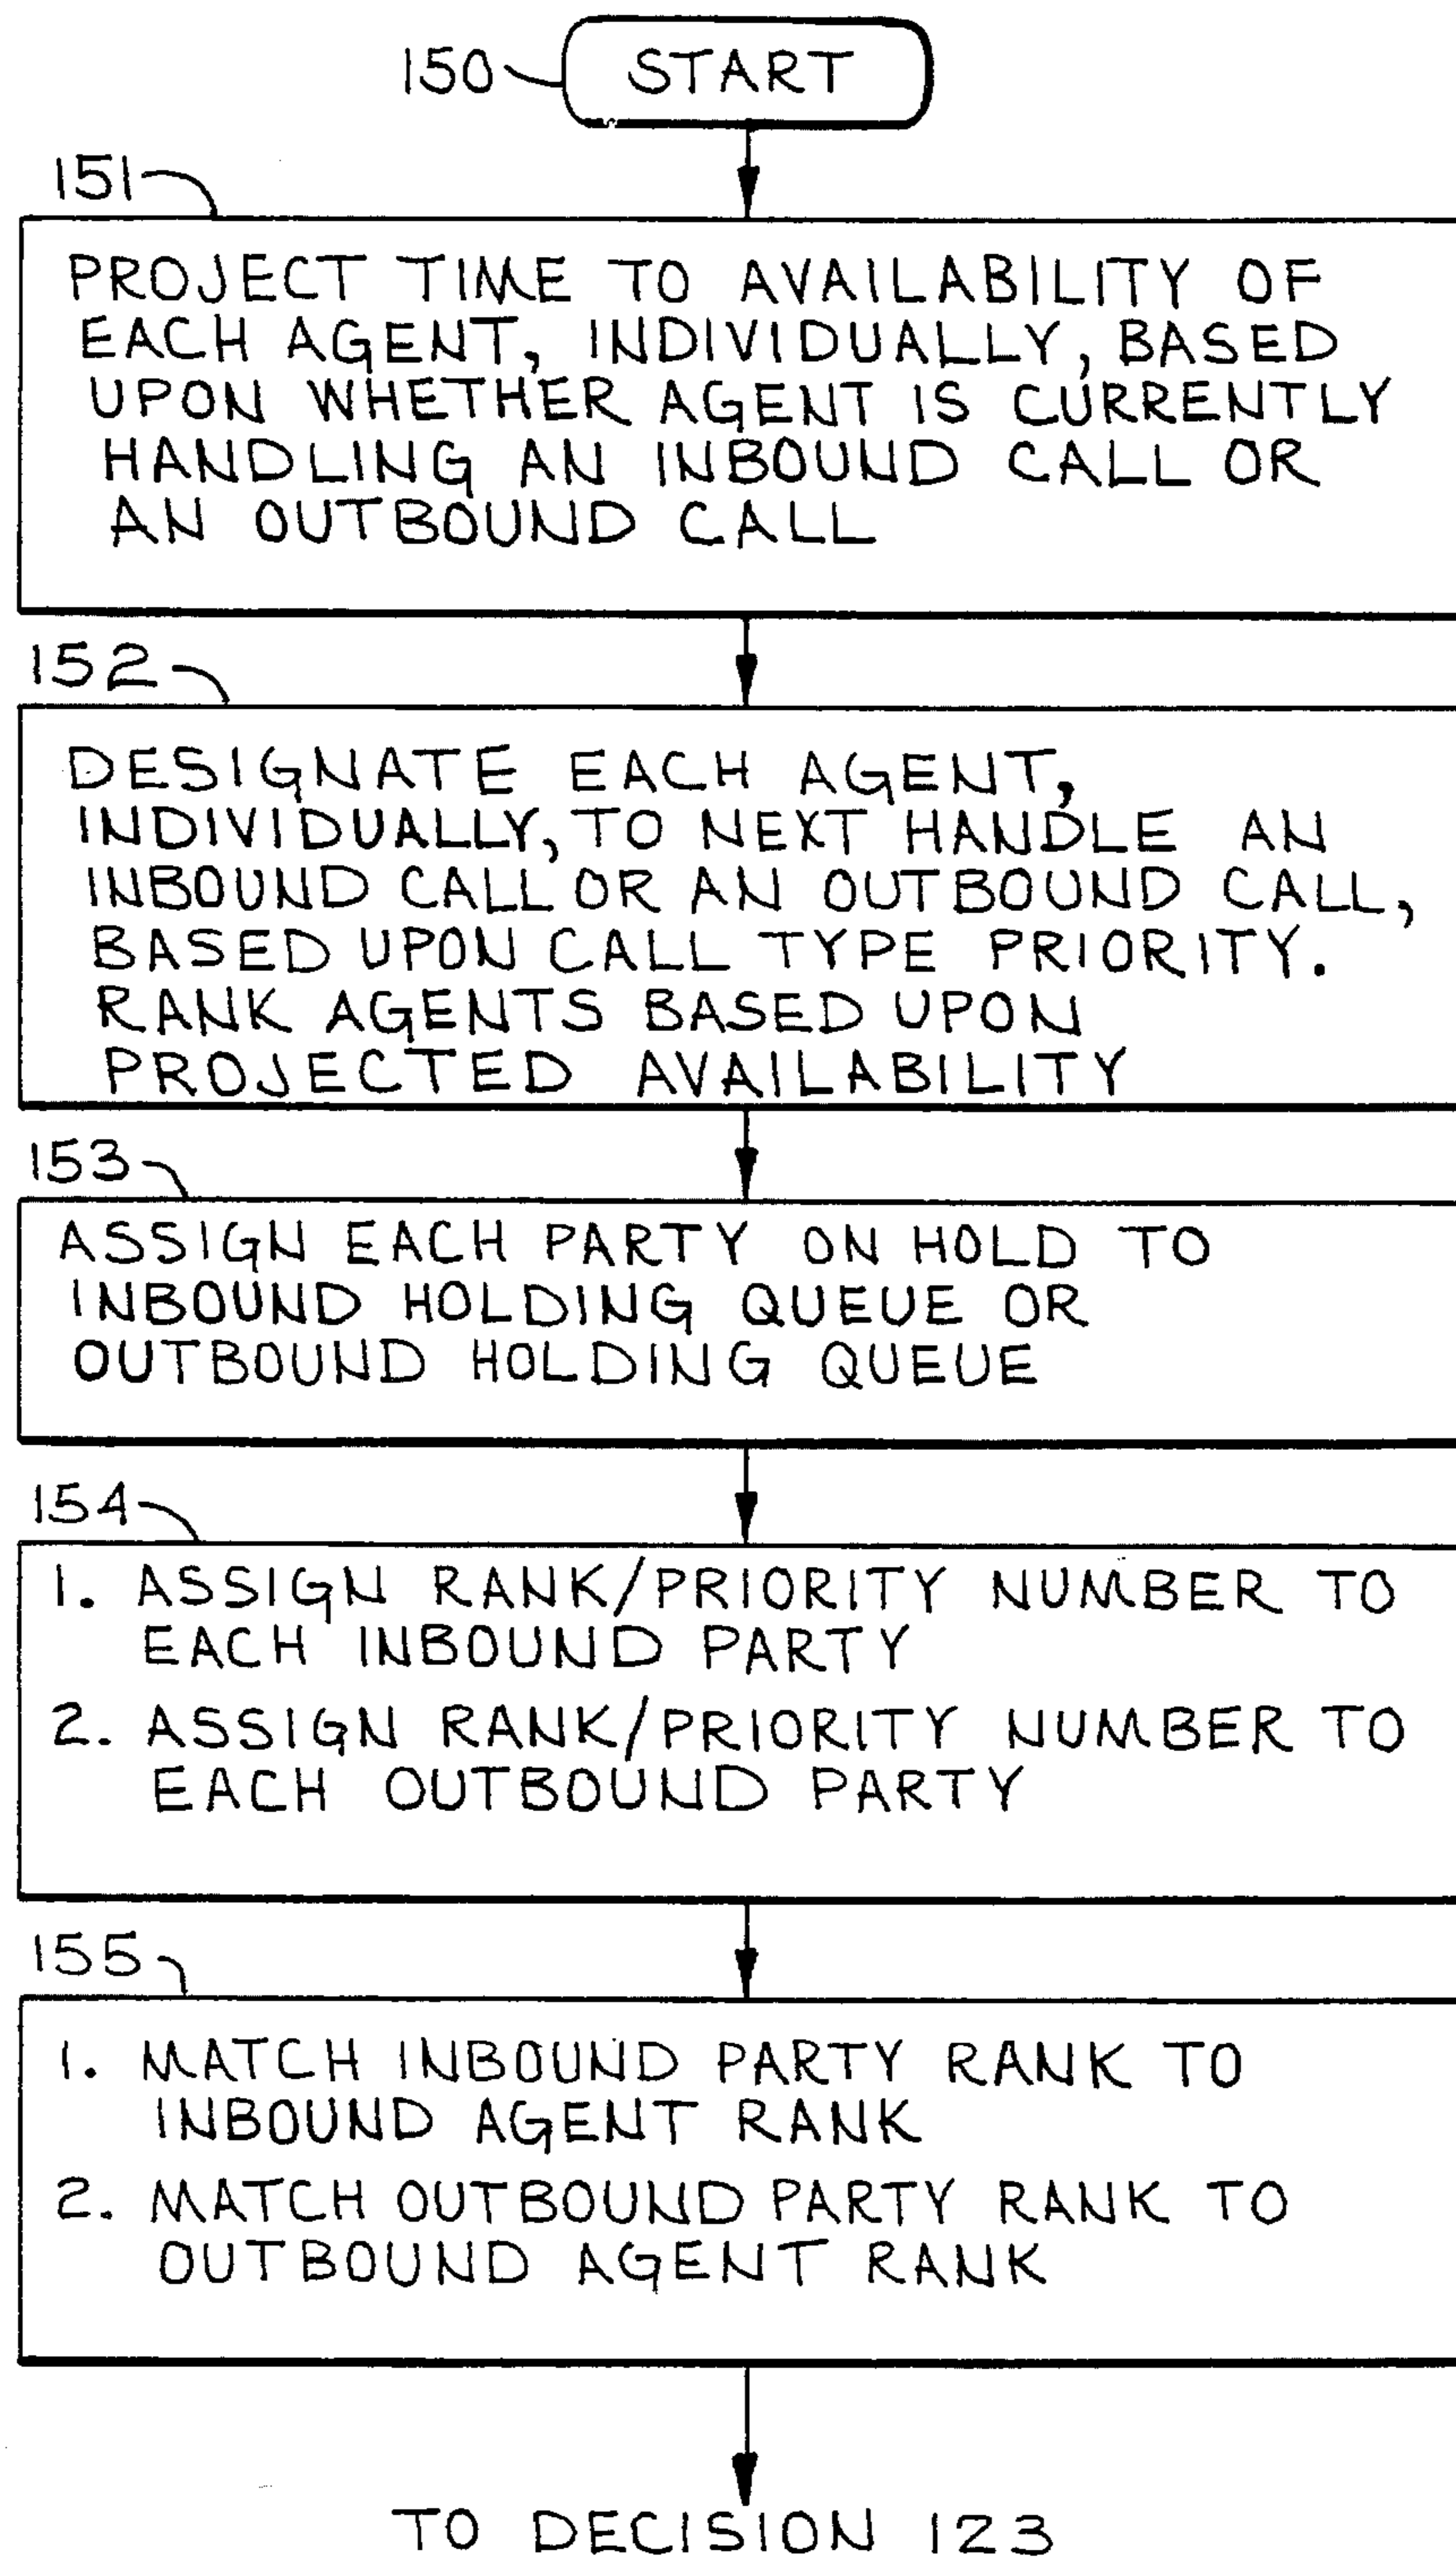 150 START
151
PROJECT TIME TO AVAILABILITY OF
EACH AGENT, INDIVIDUALLY, BASED
UPON WHETHER AGENT IS CURRENTLY
HANDLING AN INBOUND CALL OR
AN OUTBOUND CALL
152
DESIGNATE EACH AGENT,
INDIVIDUALLY, TO NEXT HANDLE AN
INBOUND CALL OR AN OUTBOUND CALL,
BASED UPON CALL TYPE PRIORITY.
RANK AGENTS BASED UPON
PROJECTED AVAILABILITY
153
ASSIGN EACH PARTY ON HOLD TO
INBOUND HOLDING QUEUE OR
OUTBOUND HOLDING QUEUE
154
1. ASSIGN RANK/PRIORITY NUMBER TO
EACH INBOUND PARTY
2. ASSIGN RANK/PRIORITY NUMBER TO
EACH OUTBOUND PARTY
155
1. MATCH INBOUND PARTY RANK TO
INBOUND AGENT RANK
2. MATCH OUTBOUND PARTY RANK TO
OUTBOUND AGENT RANK
TO DECISION 123